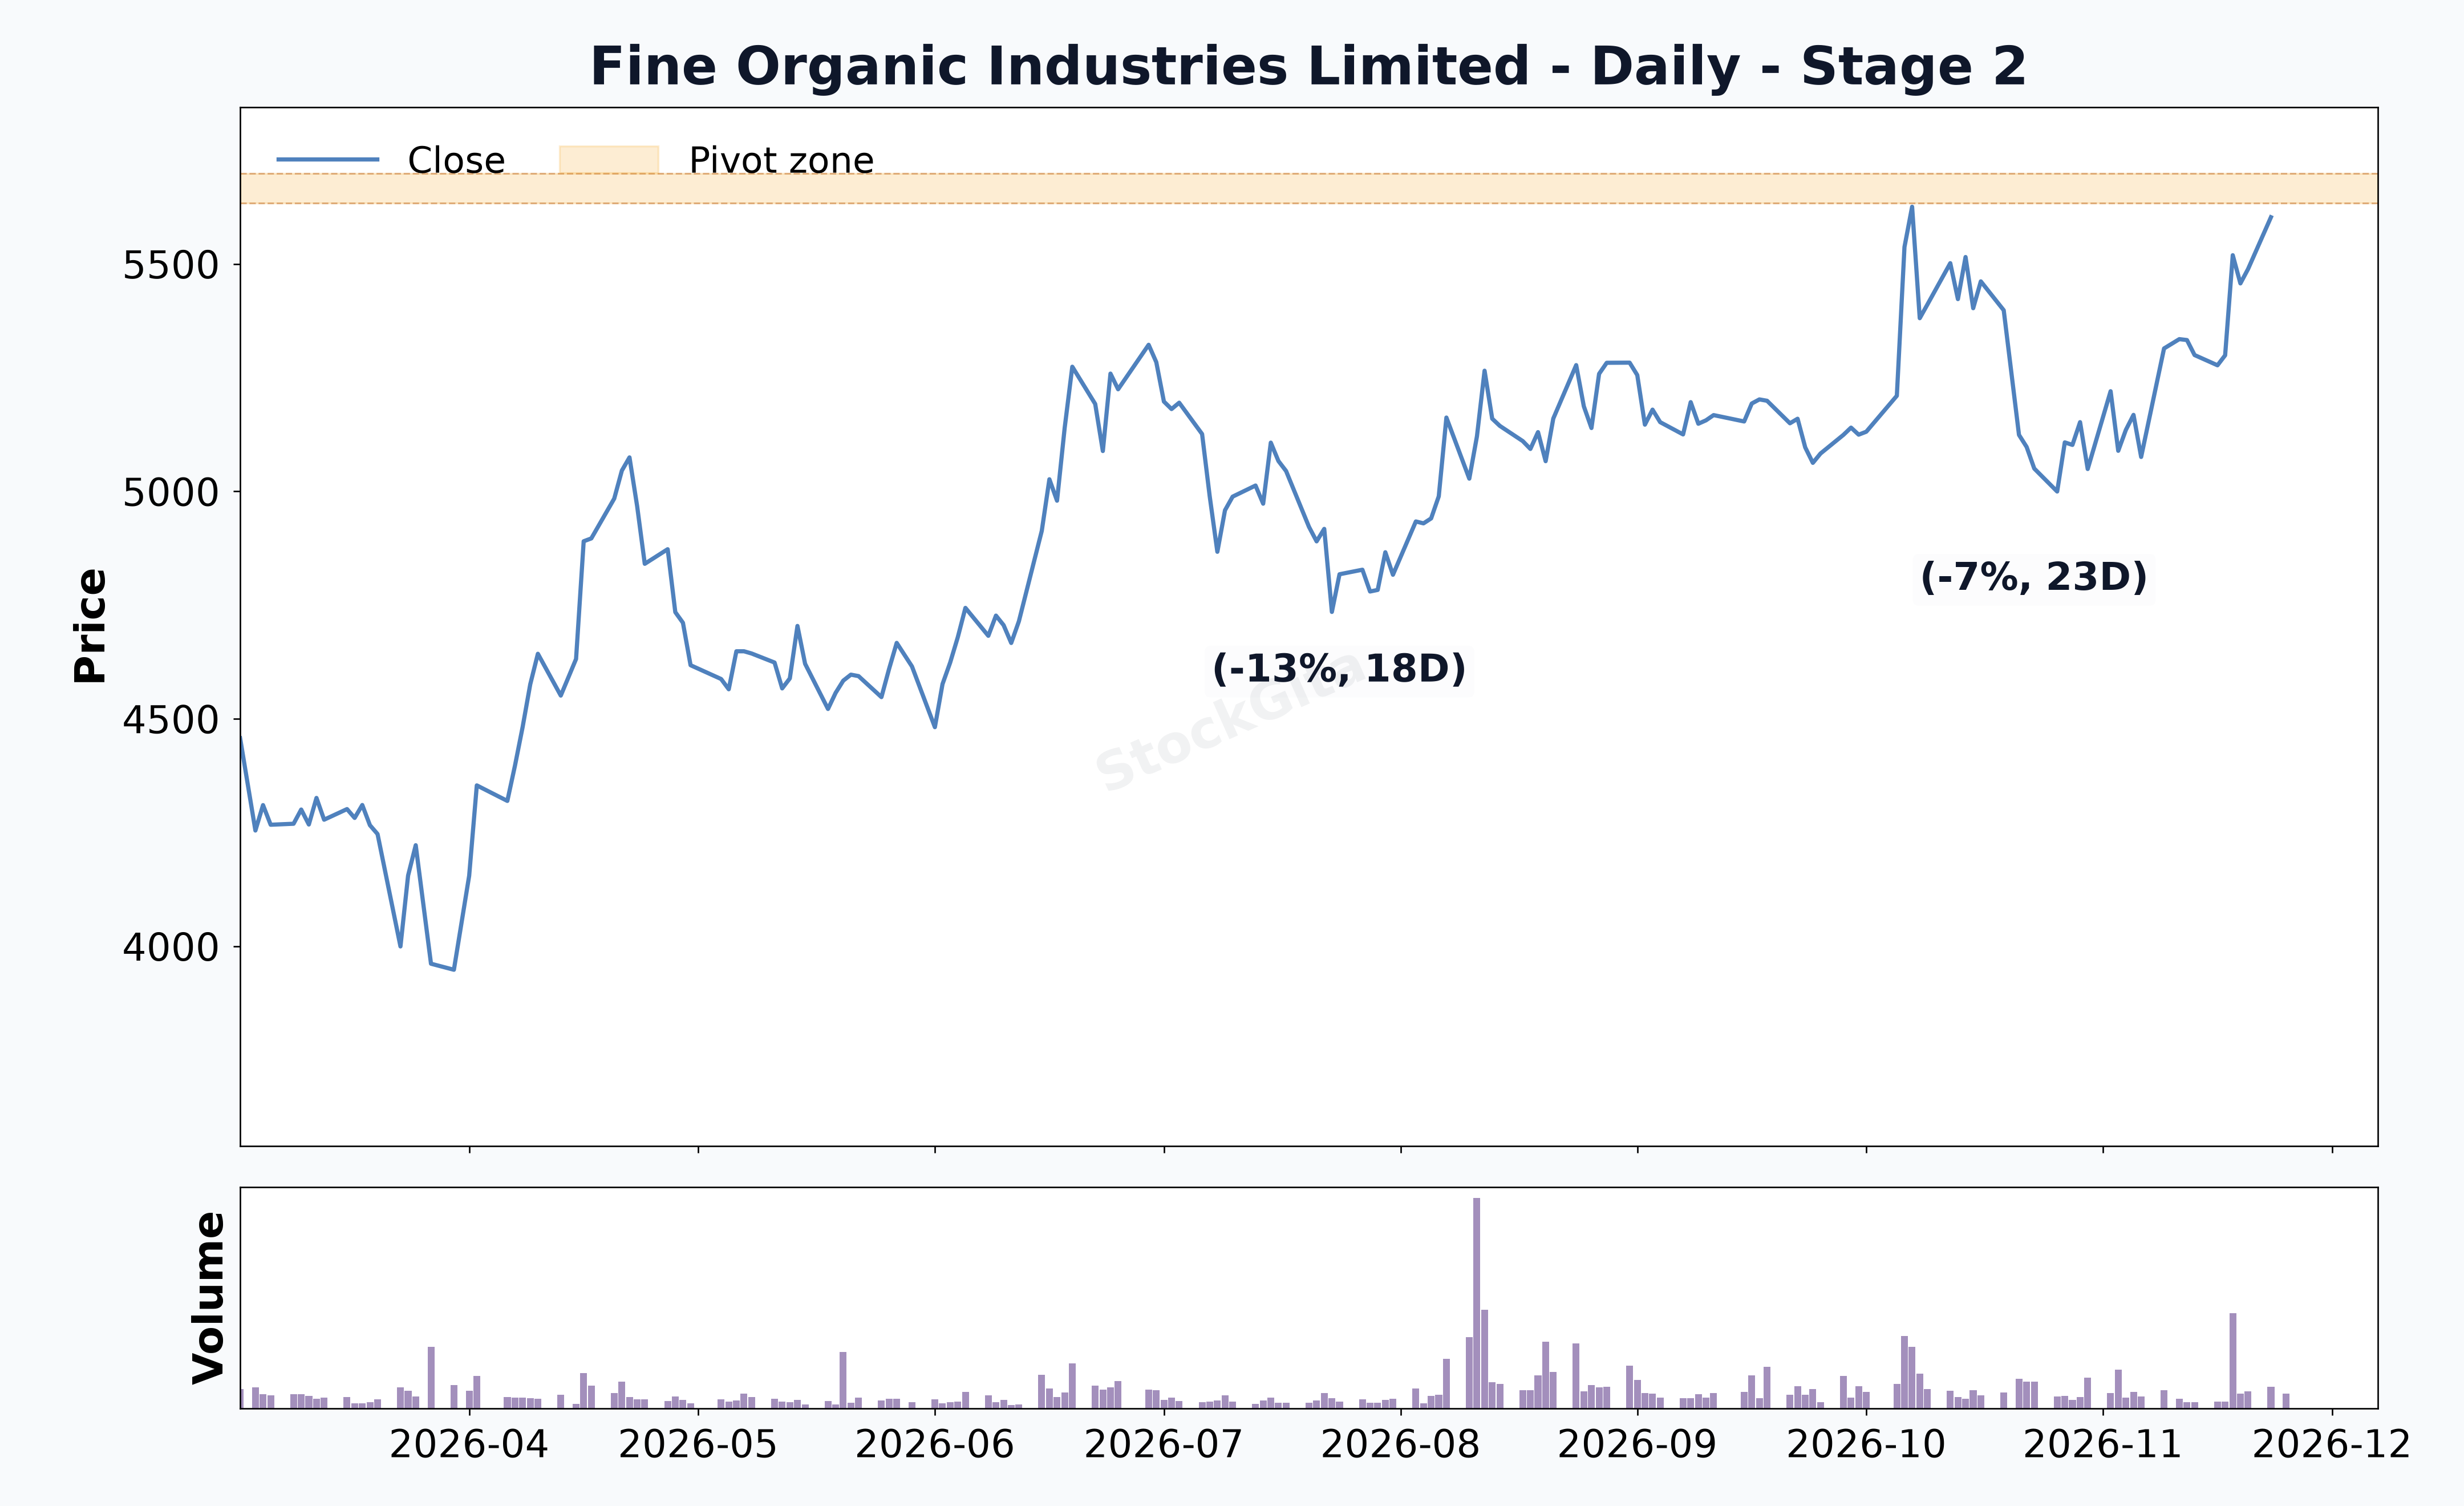 Fine Organic Industries Limited - Daily - Stage 2
Close
Pivot zone
5500
5000
4500
4000
Price
(-7%, 23D)
(-13%, 18D)
StockGita
Volume
2026-04
2026-05
2026-06
2026-07
2026-08
2026-09
2026-10
2026-11
2026-12